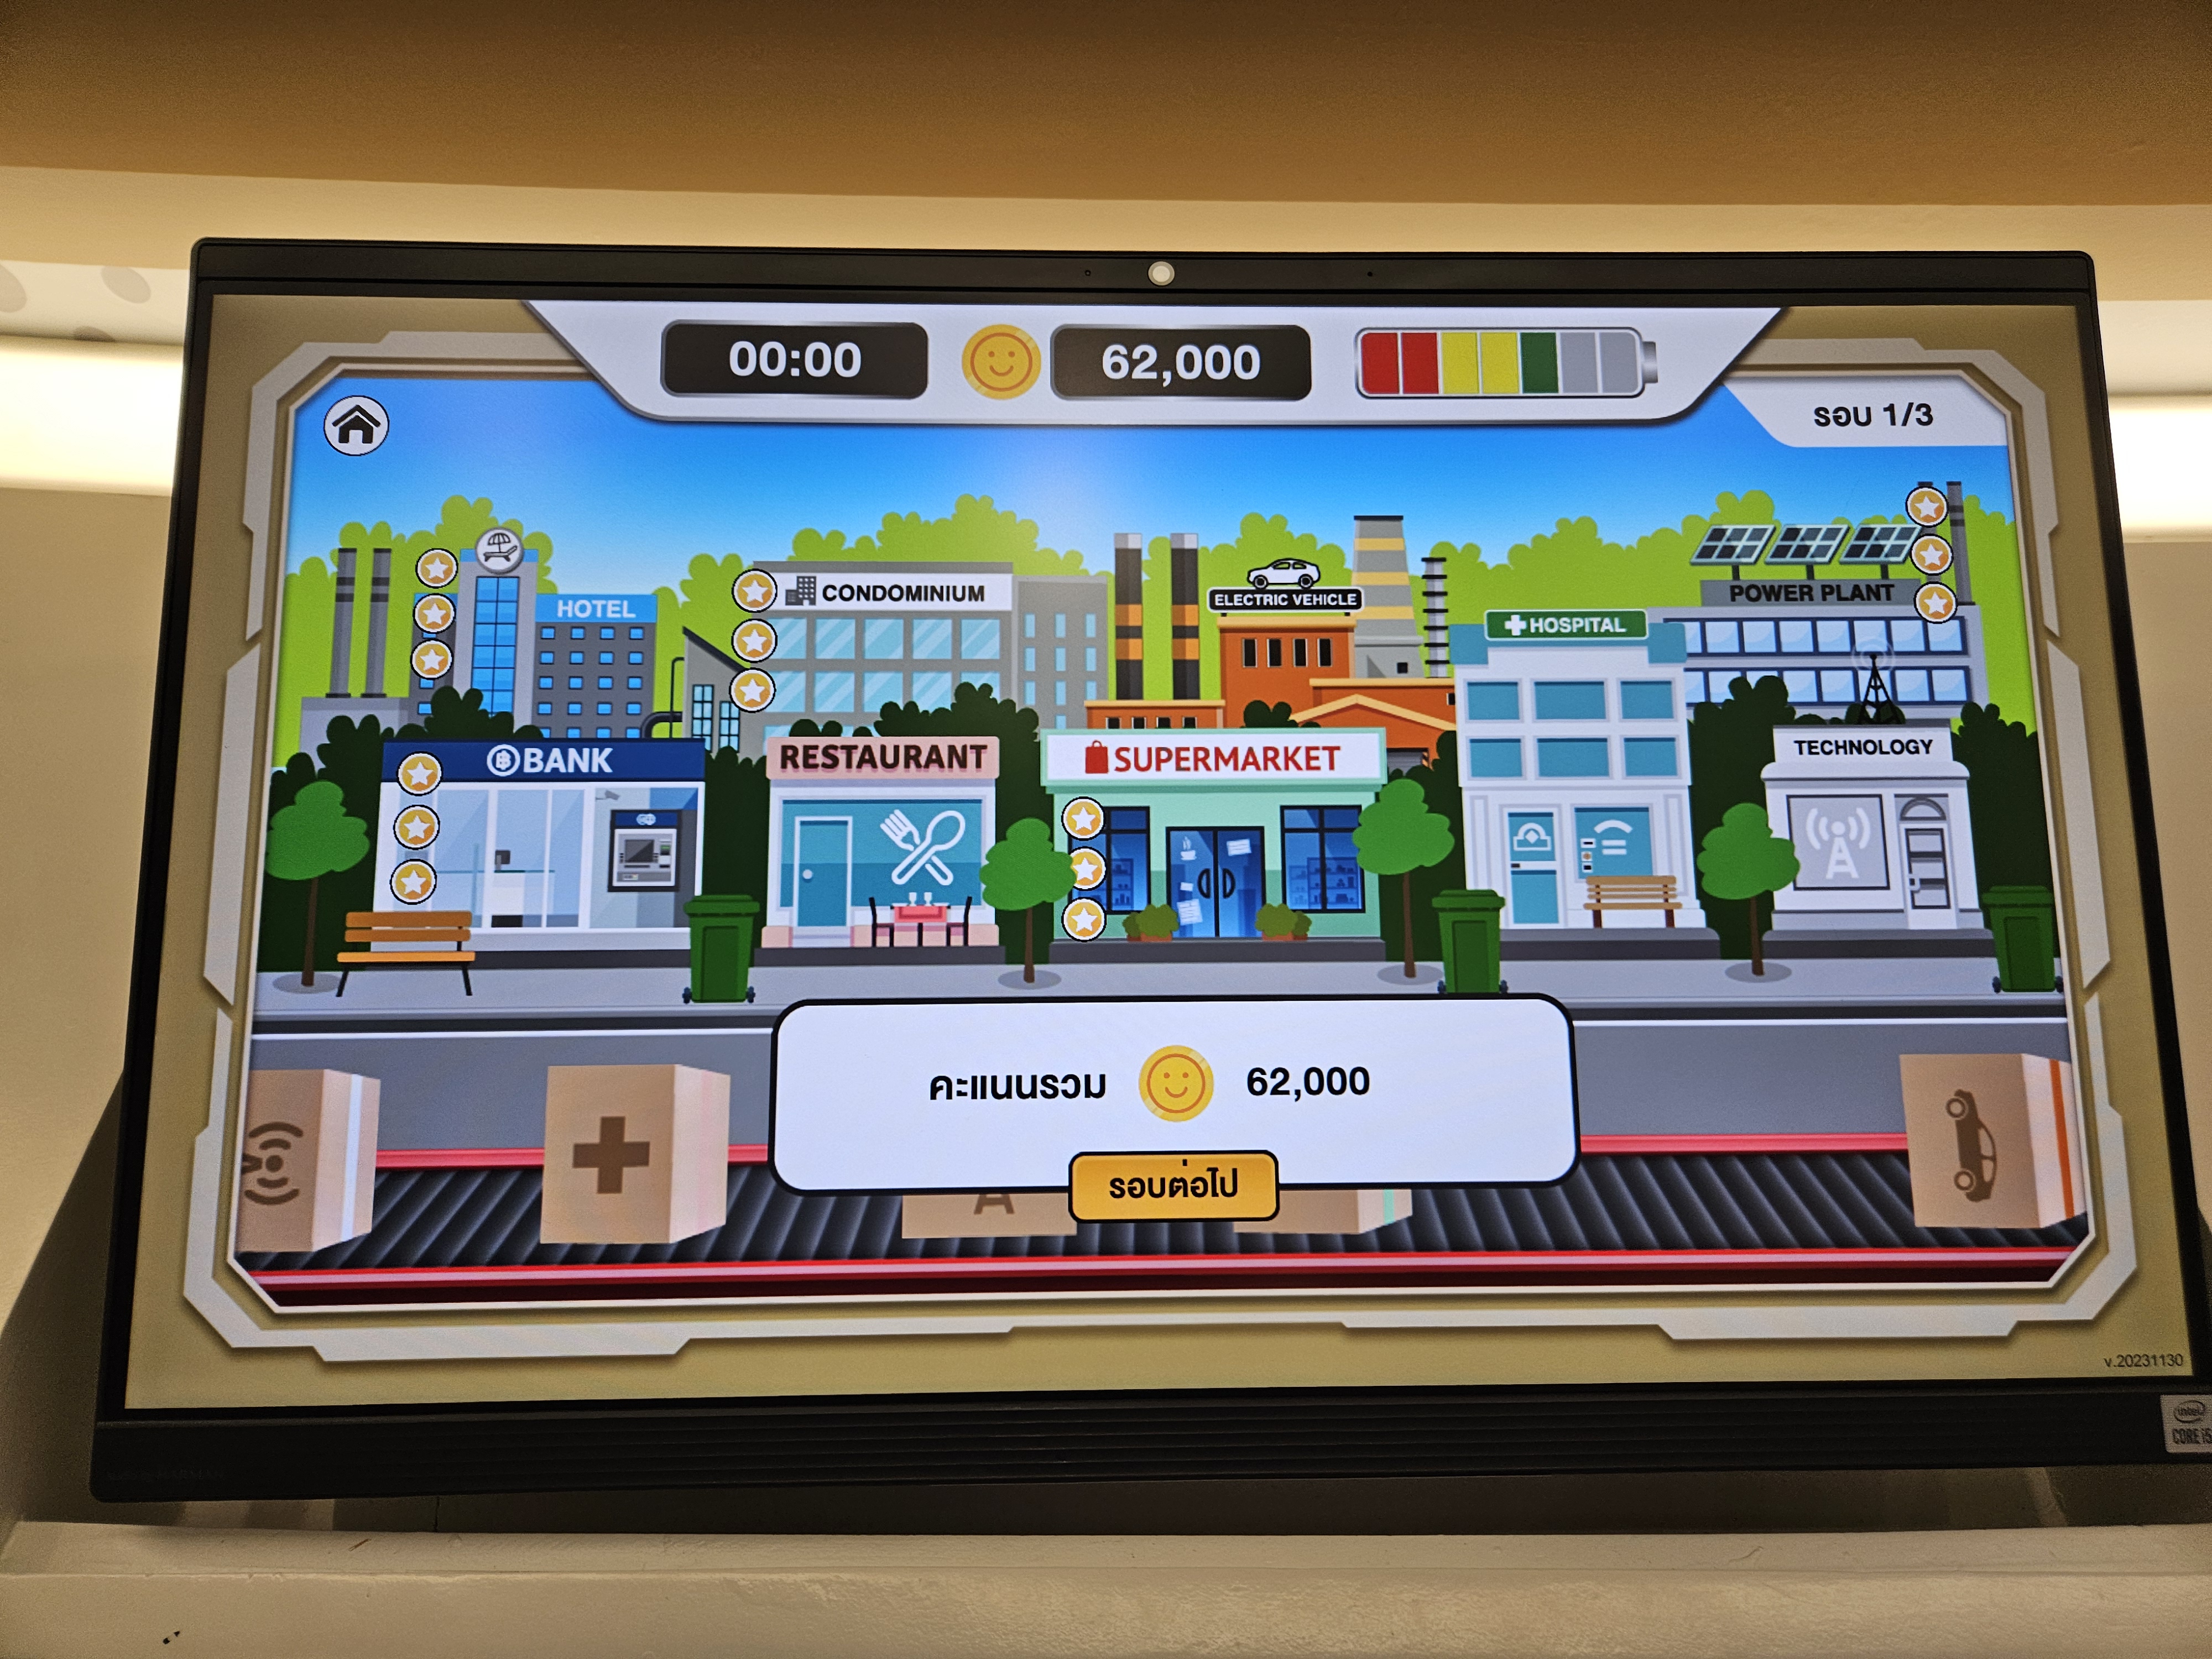 00:00
62,000
รอบ 1/3
HOTEL
CONDOMINIUM
ELECTRIC VEHICLE
HOSPITAL
POWER PLANT
BANK
RESTAURANT
SUPERMARKET
TECHNOLOGY
คะแนนรวม 62,000
รอบต่อไป
v.20231130
intel
CORE i5